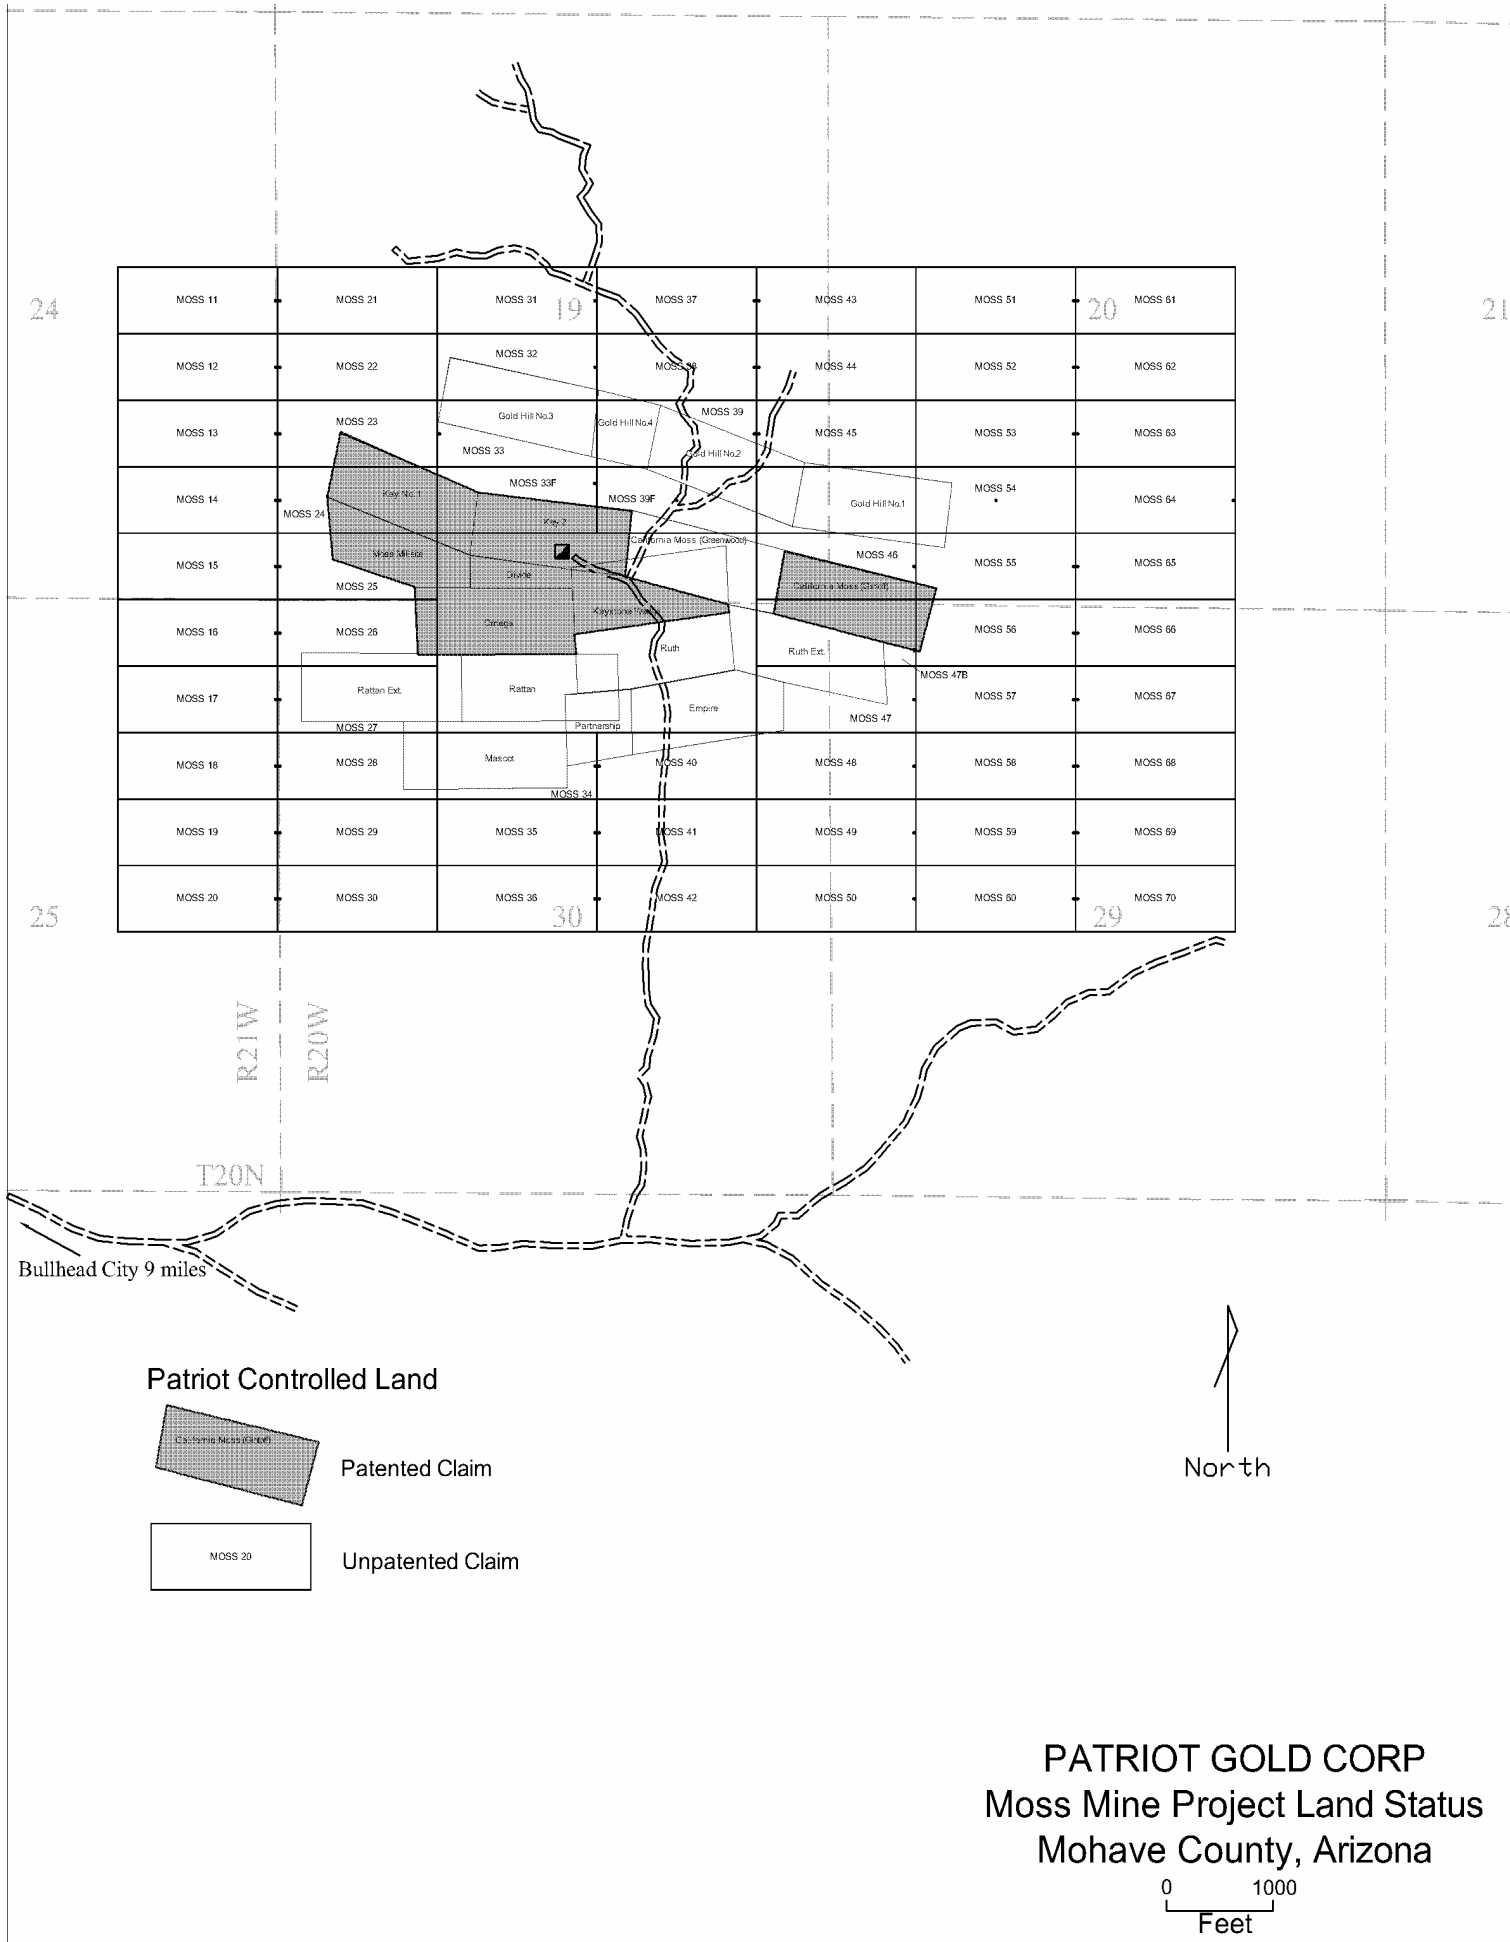 24
MOSS 11
MOSS 21
MOSS 31
19
MOSS 37
MOSS 43
MOSS 51
20
MOSS 61
21
MOSS 12
MOSS 22
MOSS 32
MOSS 38
MOSS 44
MOSS 52
MOSS 62
MOSS 13
MOSS 23
Gold Hill No.3
Gold Hill No.4
MOSS 39
MOSS 45
MOSS 53
MOSS 63
MOSS 33
Gold Hill No.2
MOSS 14
MOSS 24
Key No. 1
MOSS 33F
MOSS 39F
Gold Hill No.1
MOSS 54
MOSS 64
Key 2
California Moss (Greenwood)
MOSS 15
Moss Millsite
MOSS 25
Divide
MOSS 46
California Moss
MOSS 55
MOSS 65
MOSS 16
MOSS 26
Omega
Keystone
Ruth
Ruth Ext.
MOSS 56
MOSS 66
MOSS 47B
MOSS 17
Rattan Ext.
Rattan
Partnership
Empire
MOSS 47
MOSS 57
MOSS 67
MOSS 27
MOSS 18
MOSS 28
Mascot
MOSS 34
MOSS 40
MOSS 48
MOSS 58
MOSS 68
MOSS 19
MOSS 29
MOSS 35
MOSS 41
MOSS 49
MOSS 59
MOSS 69
25
MOSS 20
MOSS 30
MOSS 36
30
MOSS 42
MOSS 50
MOSS 60
29
MOSS 70
R21W
R20W
T20N
Bullhead City 9 miles
Patriot Controlled Land
California Moss
Patented Claim
MOSS 20
Unpatented Claim
North
PATRIOT GOLD CORP
Moss Mine Project Land Status
Mohave County, Arizona
0 1000
Feet